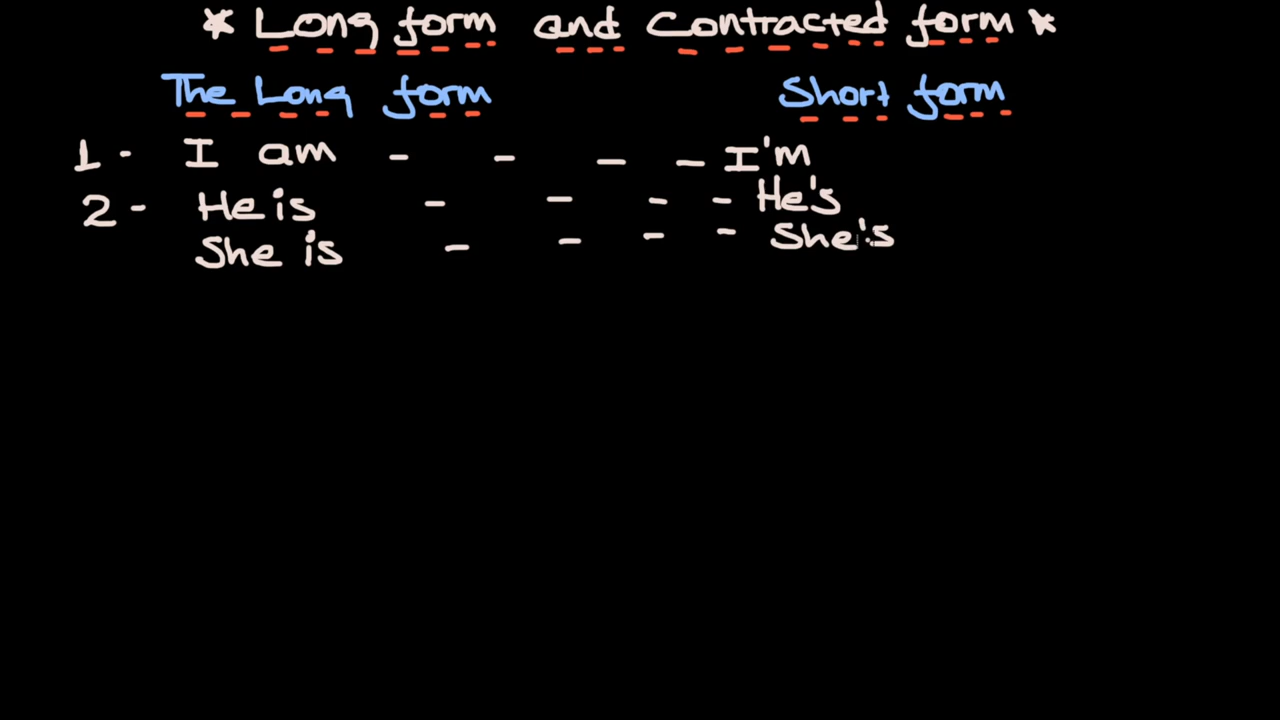 * Long form and Contracted form *
The Long form Short form
1- I am - - - - I'm
2- He is - - - - He's
She is - - - - She's